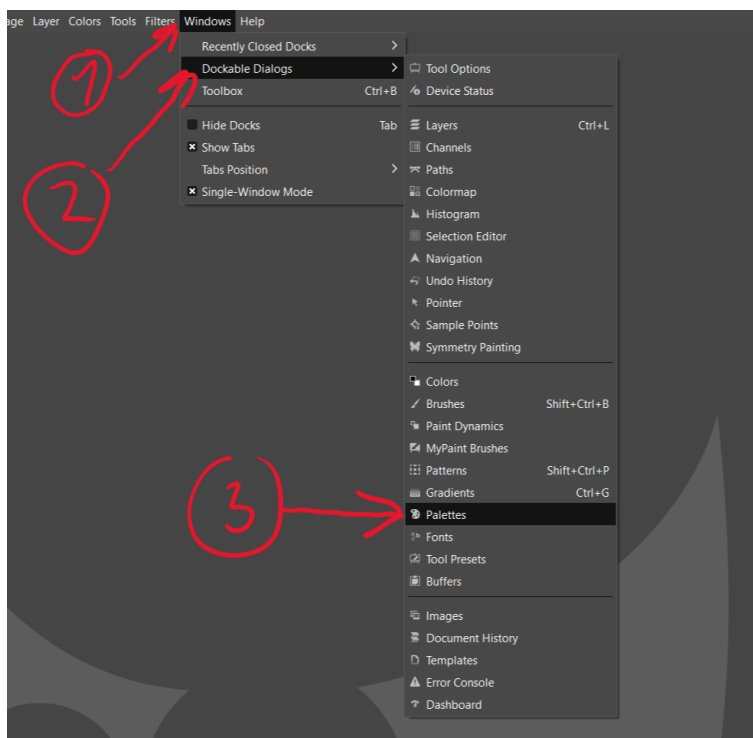 age Layer Colors Tools Filters Windows Help
1
2
Recently Closed Docks
Dockable Dialogs
Toolbox Ctrl+B
Hide Docks Tab
Show Tabs
Tabs Position
Single-Window Mode
Tool Options
Device Status
Layers Ctrl+L
Channels
Paths
Colormap
Histogram
Selection Editor
Navigation
Undo History
Pointer
Sample Points
Symmetry Painting
Colors
Brushes Shift+Ctrl+B
Paint Dynamics
MyPaint Brushes
Patterns Shift+Ctrl+P
Gradients Ctrl+G
3
Palettes
Fonts
Tool Presets
Buffers
Images
Document History
Templates
Error Console
Dashboard